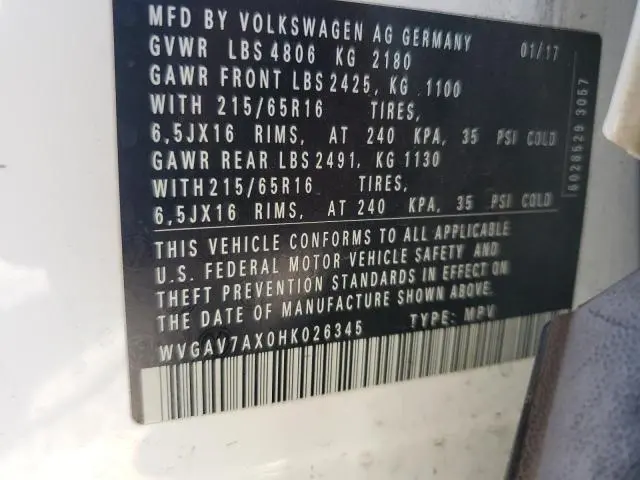 MFD BY VOLKSWAGEN AG GERMANY 01/17
GVWR LBS 4806 KG 2180
GAWR FRONT LBS 2425, KG 1100
WITH 215/65R16 TIRES,
6,5JX16 RIMS, AT 240 KPA, 35 PSI COLD
GAWR REAR LBS 2491, KG 1130
WITH 215/65R16 TIRES,
6,5JX16 RIMS, AT 240 KPA, 35 PSI COLD
THIS VEHICLE CONFORMS TO ALL APPLICABLE
U.S. FEDERAL MOTOR VEHICLE SAFETY AND
THEFT PREVENTION STANDARDS IN EFFECT ON
THE DATE OF MANUFACTURE SHOWN ABOVE.
WVGAV7AX0HK026345 TYPE: MPV
6028529 3057